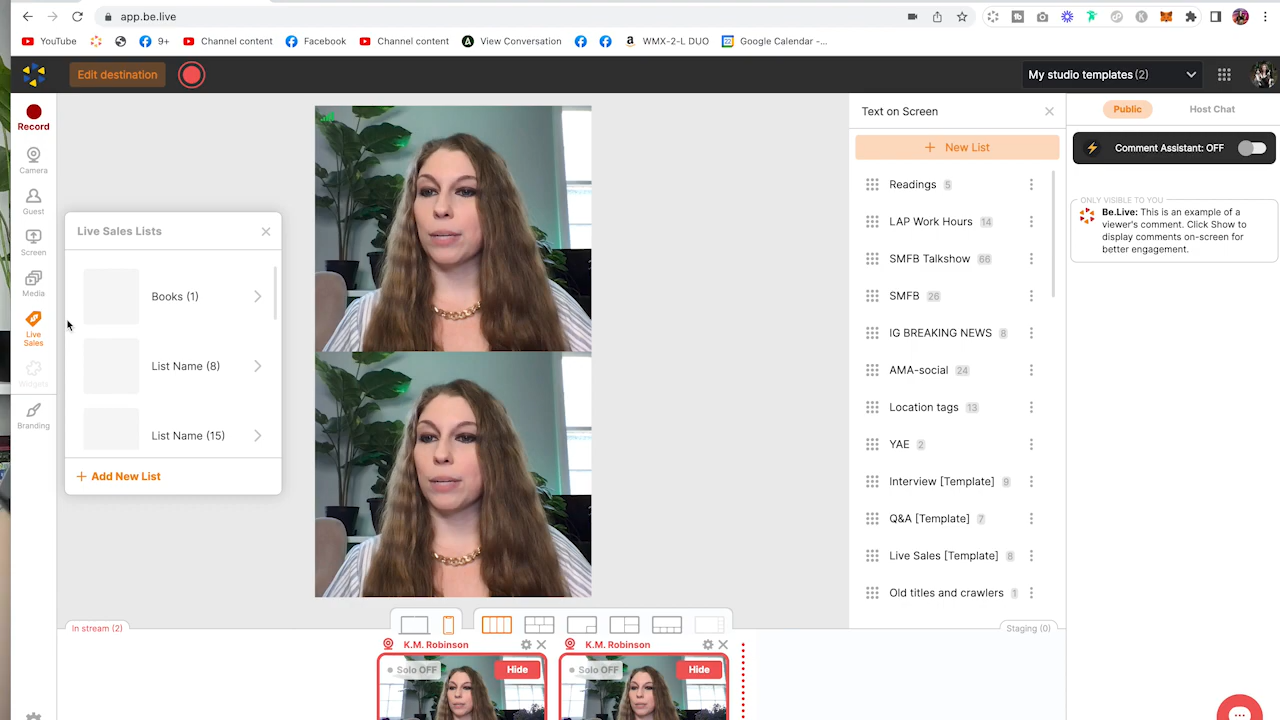 app.be.live
YouTube
9+
Channel content
Facebook
Channel content
View Conversation
WMX-2-L DUO
Google Calendar -...
Edit destination
My studio templates (2)
Record
Camera
Guest
Screen
Media
Live
Sales
Widgets
Branding
Live Sales Lists
Books (1)
List Name (8)
List Name (15)
+ Add New List
Text on Screen
+ New List
Readings 5
LAP Work Hours 14
SMFB Talkshow 66
SMFB 26
IG BREAKING NEWS 8
AMA-social 24
Location tags 13
YAE 2
Interview [Template] 9
Q&A [Template] 7
Live Sales [Template] 8
Old titles and crawlers 1
Public
Host Chat
Comment Assistant: OFF
ONLY VISIBLE TO YOU
Be.Live: This is an example of a
viewer's comment. Click Show to
display comments on-screen for
better engagement.
In stream (2)
Staging (0)
K.M. Robinson
Solo OFF
Hide
K.M. Robinson
Solo OFF
Hide